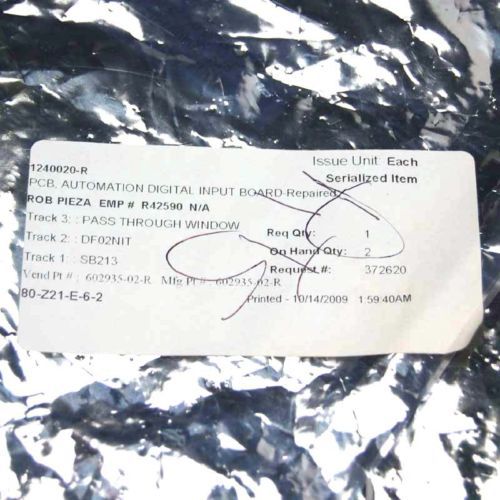 Issue Unit: Each
1240020-R Serialized Item
PCB, AUTOMATION DIGITAL INPUT BOARD-Repaired
ROB PIEZA EMP # R42590 N/A
Track 3: : PASS THROUGH WINDOW Req Qty: 1
Track 2: : DF02NIT On Hand Qty: 2
Track 1: : SB213 Request #: 372620
Vend Pt # : 602935-02-R Mfg Pt # : 602935-02-R
80-Z21-E-6-2 Printed - 10/14/2009 1:59:40AM